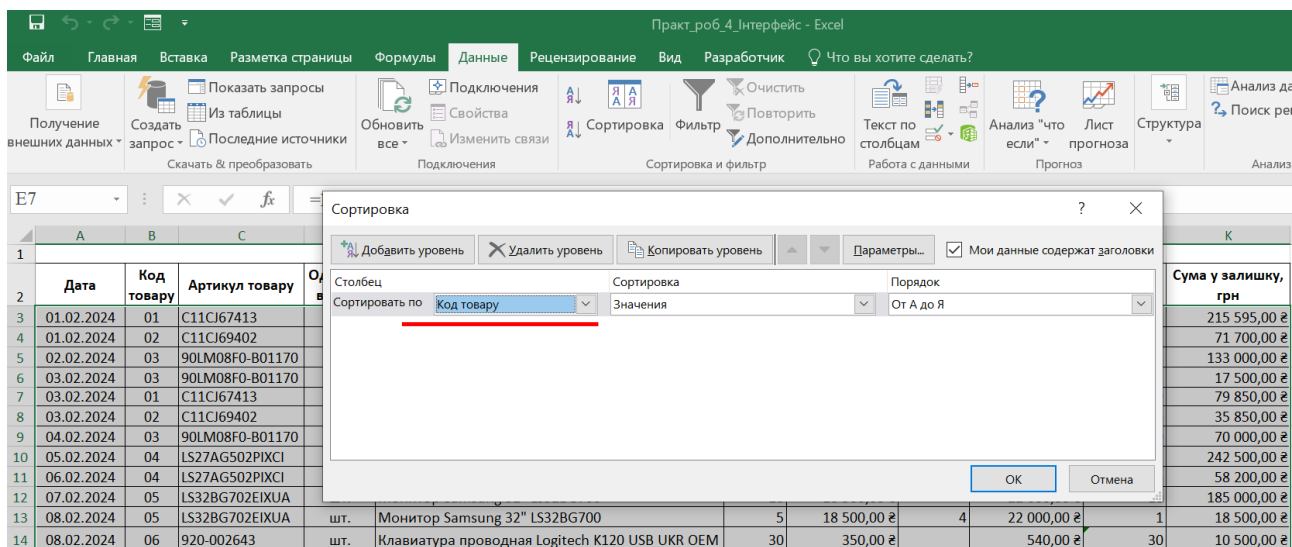 Практ_роб_4_Інтерфейс - Excel
Файл Главная Вставка Разметка страницы Формулы Данные Рецензирование Вид Разработчик Что вы хотите сделать?
Получение внешних данных
Создать запрос
Показать запросы
Из таблицы
Последние источники
Скачать & преобразовать
Обновить все
Подключения
Свойства
Изменить связи
Подключения
Сортировка
Фильтр
Очистить
Повторить
Дополнительно
Сортировка и фильтр
Текст по столбцам
Работа с данными
Анализ "что если"
Лист прогноза
Прогноз
Структура
Анализ
Поиск
Анализ
E7 fx =
Сортировка ? ×
Добавить уровень Удалить уровень Копировать уровень Параметры... Мои данные содержат заголовки
Столбец Сортировка Порядок
Сортировать по Код товару Значения От А до Я
ОК Отмена
A B C K
1
2 Дата Код товару Артикул товару Сума у залишку, грн
3 01.02.2024 01 C11CJ67413 215 595,00 ₴
4 01.02.2024 02 C11CJ69402 71 700,00 ₴
5 02.02.2024 03 90LM08F0-B01170 133 000,00 ₴
6 03.02.2024 03 90LM08F0-B01170 17 500,00 ₴
7 03.02.2024 01 C11CJ67413 79 850,00 ₴
8 03.02.2024 02 C11CJ69402 35 850,00 ₴
9 04.02.2024 03 90LM08F0-B01170 70 000,00 ₴
10 05.02.2024 04 LS27AG502PIXCI 242 500,00 ₴
11 06.02.2024 04 LS27AG502PIXCI 58 200,00 ₴
12 07.02.2024 05 LS32BG702EIXUA 185 000,00 ₴
13 08.02.2024 05 LS32BG702EIXUA шт. Монитор Samsung 32" LS32BG700 5 18 500,00 ₴ 4 22 000,00 ₴ 1 18 500,00 ₴
14 08.02.2024 06 920-002643 шт. Клавиатура проводная Logitech K120 USB UKR OEM 30 350,00 ₴ 540,00 ₴ 30 10 500,00 ₴